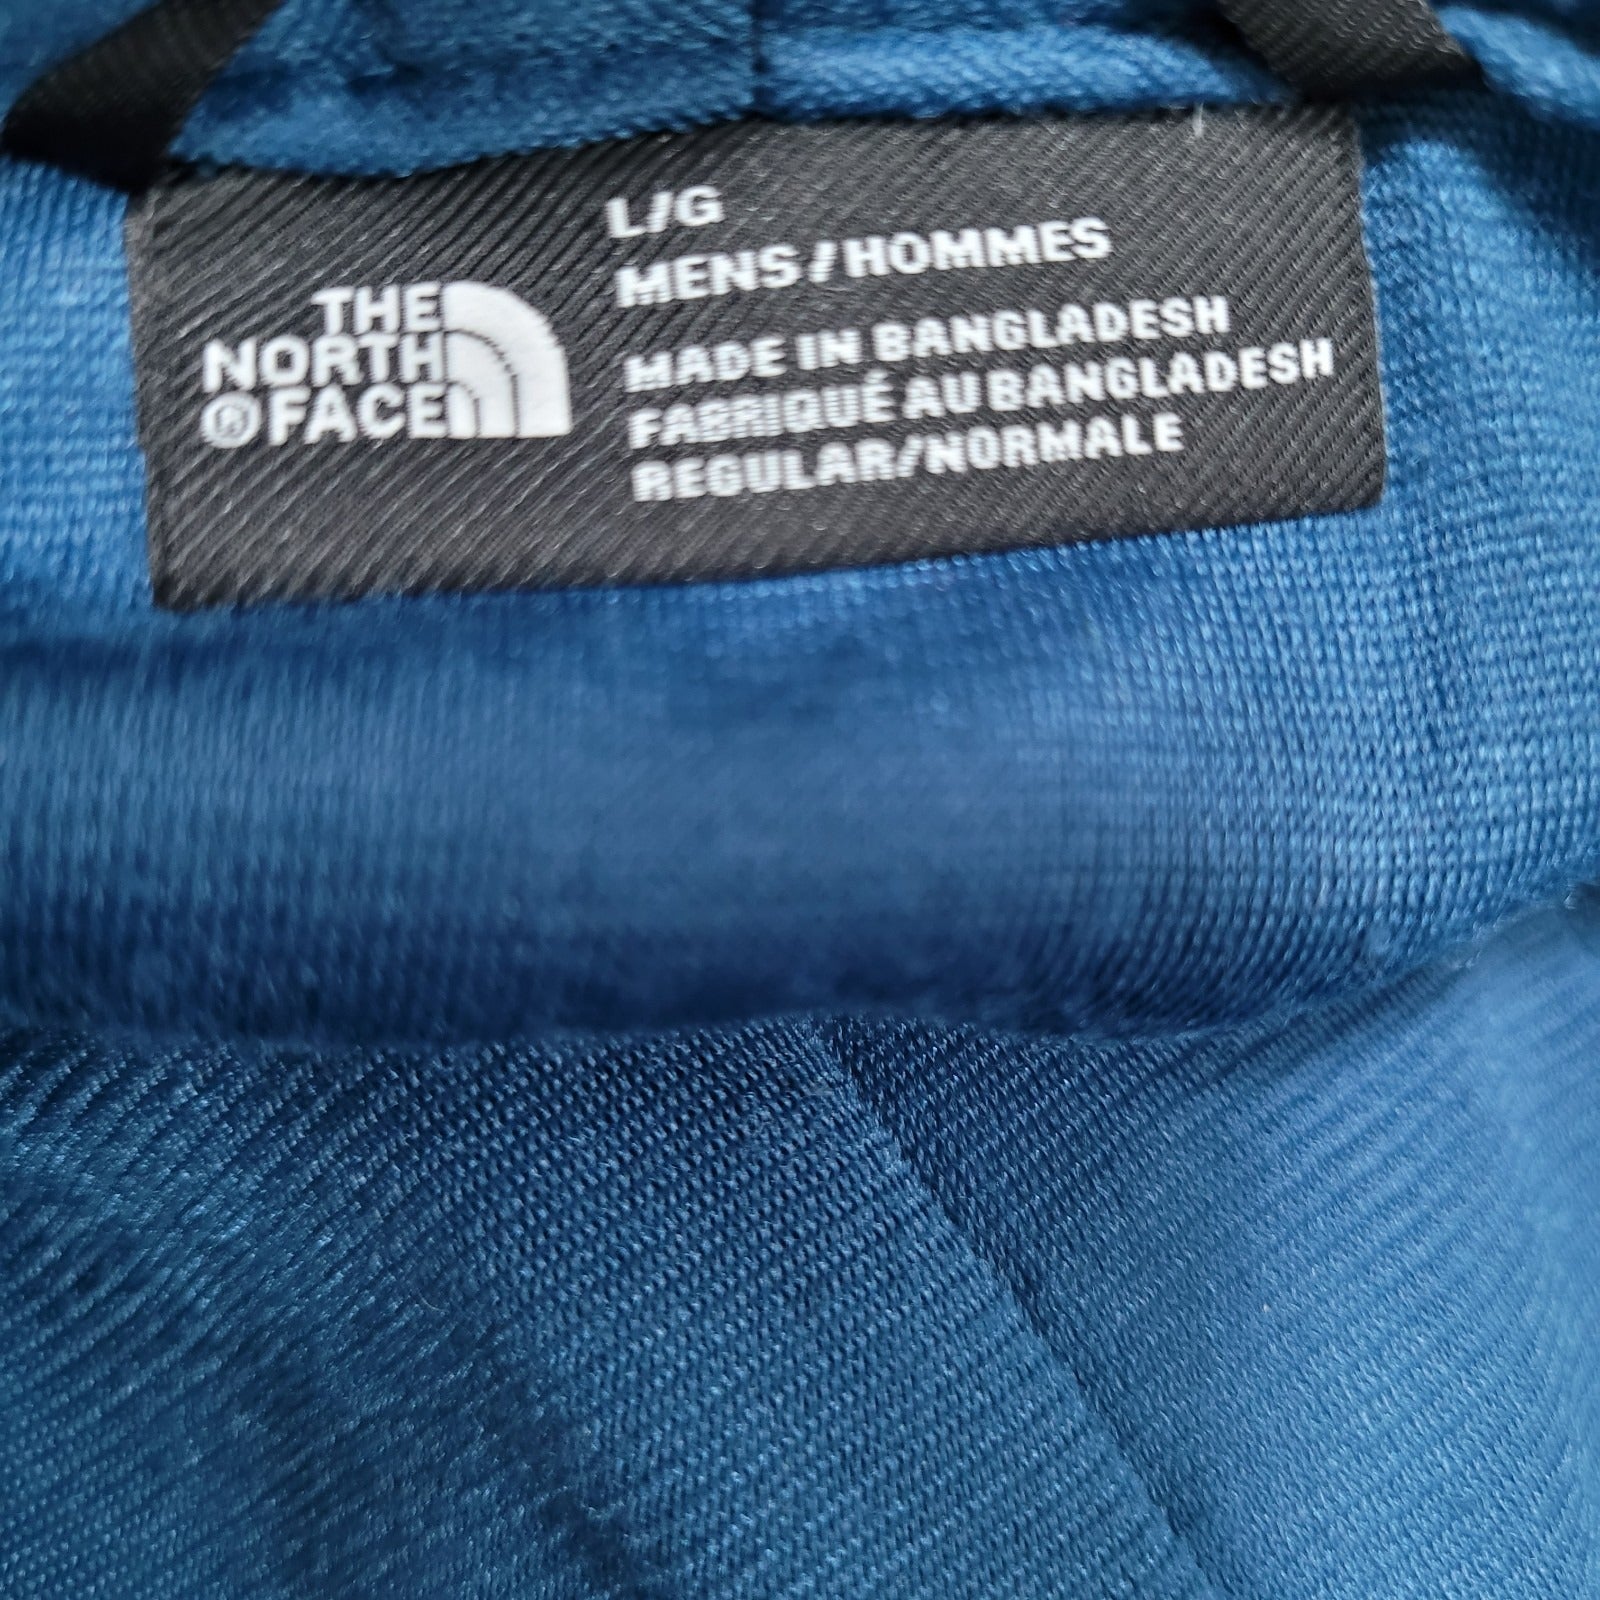 THE
NORTH
® FACE
L/G
MENS/HOMMES
MADE IN BANGLADESH
FABRIQUÉ AU BANGLADESH
REGULAR/NORMALE